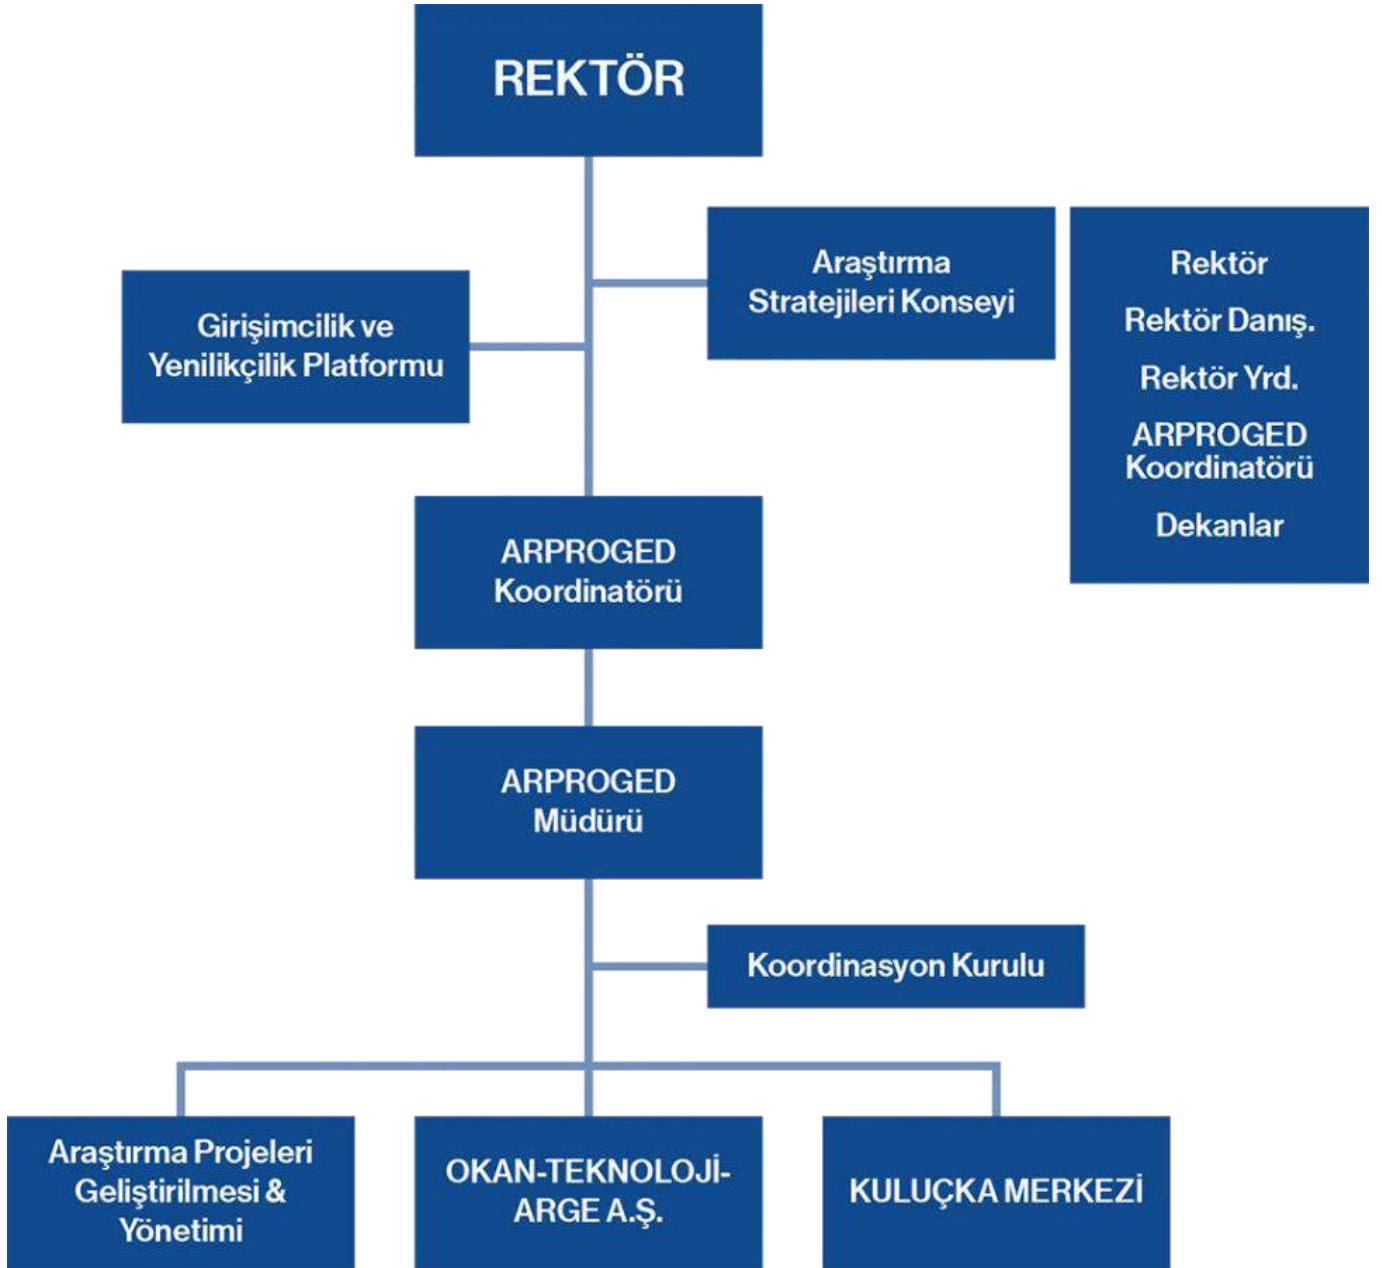 REKTÖR
Araştırma
Stratejileri Konseyi
Rektör
Rektör Danış.
Rektör Yrd.
ARPROGED
Koordinatörü
Dekanlar
Girişimcilik ve
Yenilikçilik Platformu
ARPROGED
Koordinatörü
ARPROGED
Müdürü
Koordinasyon Kurulu
Araştırma Projeleri
Geliştirilmesi &
Yönetimi
OKAN-TEKNOLOJİ-
ARGE A.Ş.
KULUÇKA MERKEZİ